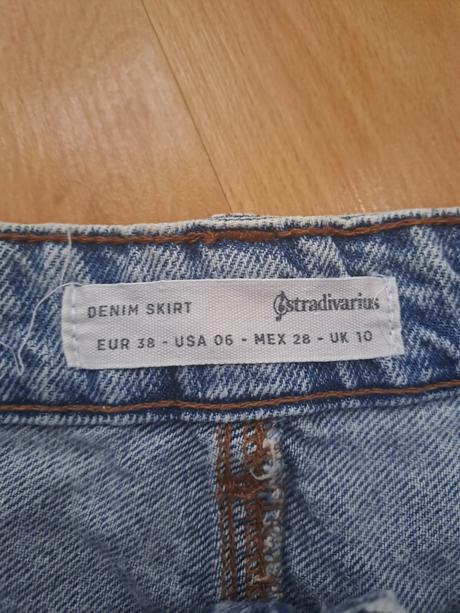 DENIM SKIRT
stradivarius
EUR 38 - USA 06 - MEX 28 - UK 10